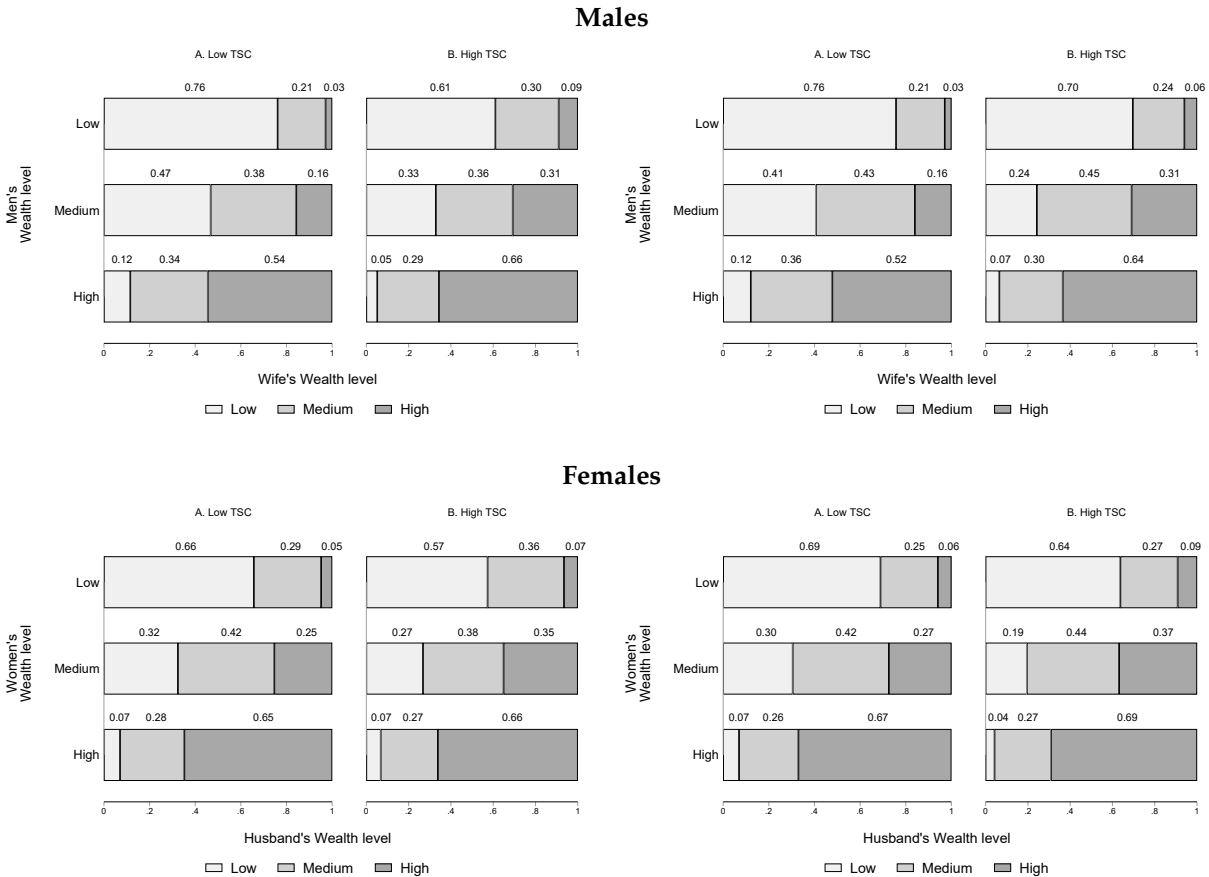 Males
A. Low TSC B. High TSC A. Low TSC B. High TSC
0.76 0.21 0.03 0.61 0.30 0.09 0.76 0.21 0.03 0.70 0.24 0.06
Low Low
0.47 0.38 0.16 0.33 0.36 0.31 0.41 0.43 0.16 0.24 0.45 0.31
Men's
Wealth level
Medium
Men's
Wealth level
Medium
0.12 0.34 0.54 0.05 0.29 0.66 0.12 0.36 0.52 0.07 0.30 0.64
High High
0 .2 .4 .6 .8 1 0 .2 .4 .6 .8 1 0 .2 .4 .6 .8 1 0 .2 .4 .6 .8 1
Wife's Wealth level Wife's Wealth level
Low Medium High Low Medium High
Females
A. Low TSC B. High TSC A. Low TSC B. High TSC
0.66 0.29 0.05 0.57 0.36 0.07 0.69 0.25 0.06 0.64 0.27 0.09
Low Low
0.32 0.42 0.25 0.27 0.38 0.35 0.30 0.42 0.27 0.19 0.44 0.37
Women's
Wealth level
Medium
Women's
Wealth level
Medium
0.07 0.28 0.65 0.07 0.27 0.66 0.07 0.26 0.67 0.04 0.27 0.69
High High
0 .2 .4 .6 .8 1 0 .2 .4 .6 .8 1 0 .2 .4 .6 .8 1 0 .2 .4 .6 .8 1
Husband's Wealth level Husband's Wealth level
Low Medium High Low Medium High